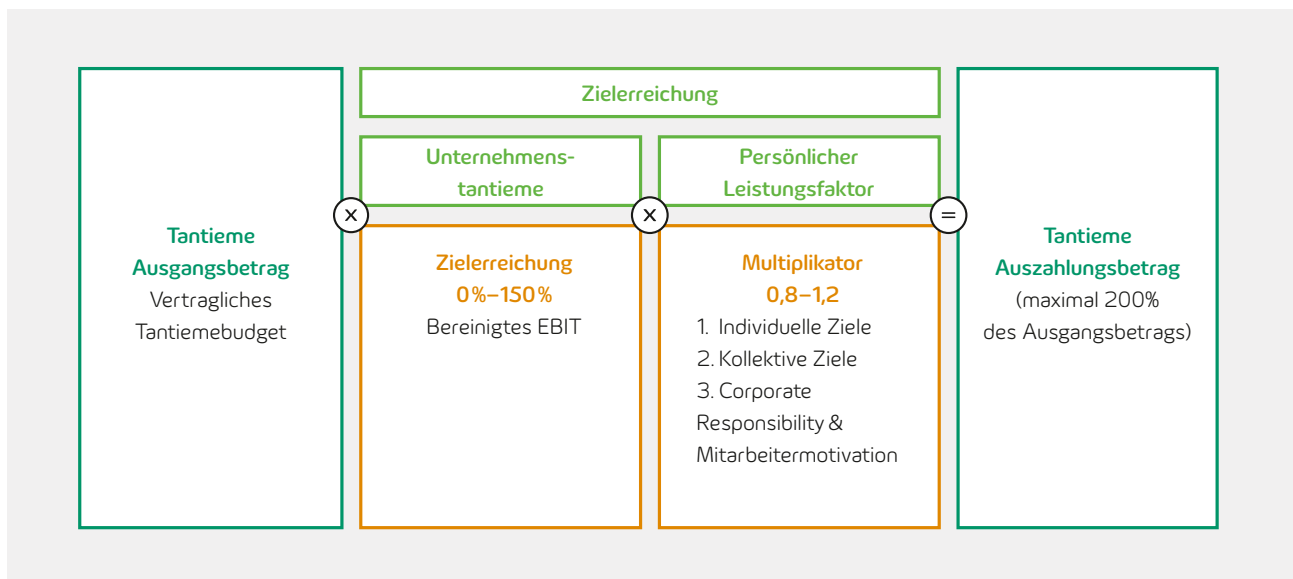 Zielerreichung
Tantieme
Ausgangsbetrag
Vertragliches
Tantiemebudget
x
Unternehmens-
tantieme
Zielerreichung
0%–150%
Bereinigtes EBIT
x
Persönlicher
Leistungsfaktor
Multiplikator
0,8–1,2
1. Individuelle Ziele
2. Kollektive Ziele
3. Corporate
Responsibility &
Mitarbeitermotivation
=
Tantieme
Auszahlungsbetrag
(maximal 200%
des Ausgangsbetrags)